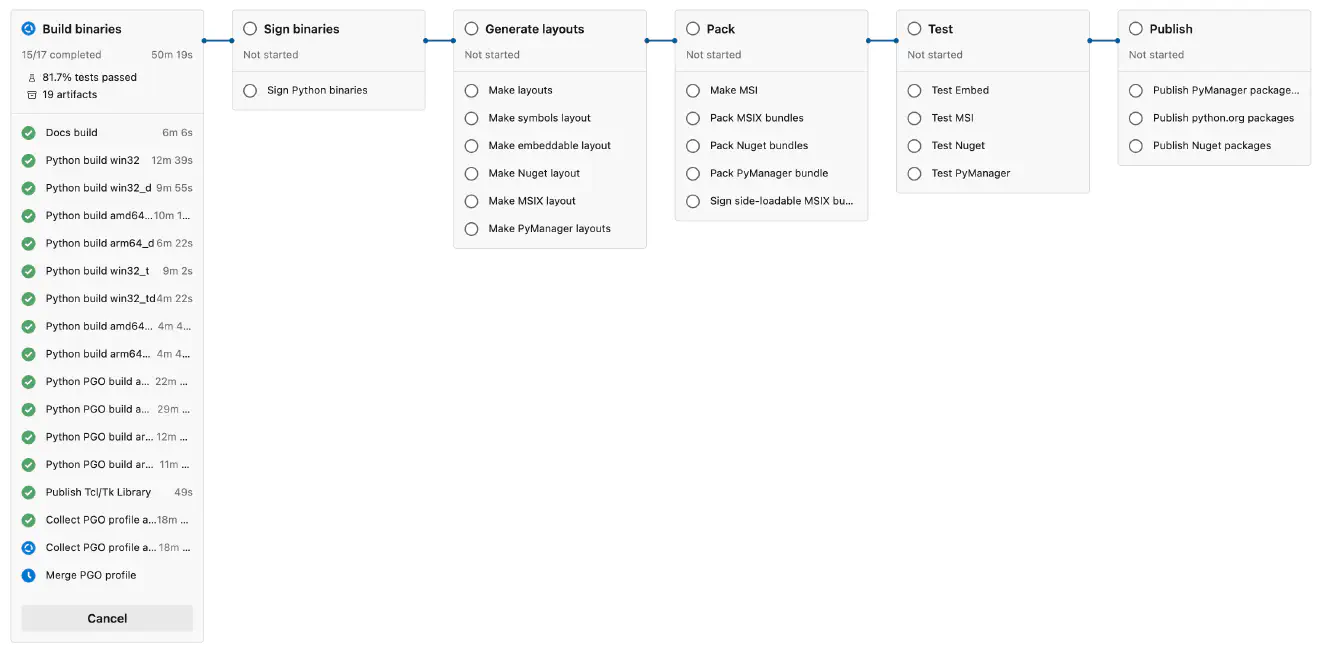 Build binaries
15/17 completed 50m 19s
81.7% tests passed
19 artifacts
Docs build 6m 6s
Python build win32 12m 39s
Python build win32_d 9m 55s
Python build amd64... 10m 1...
Python build arm64_d 6m 22s
Python build win32_t 9m 2s
Python build win32_td 4m 22s
Python build amd64... 4m 4...
Python build arm64... 4m 4...
Python PGO build a... 22m ...
Python PGO build a... 29m ...
Python PGO build ar... 12m ...
Python PGO build ar... 11m ...
Publish Tcl/Tk Library 49s
Collect PGO profile a... 18m ...
Collect PGO profile a... 18m ...
Merge PGO profile
Cancel
Sign binaries
Not started
Sign Python binaries
Generate layouts
Not started
Make layouts
Make symbols layout
Make embeddable layout
Make Nuget layout
Make MSIX layout
Make PyManager layouts
Pack
Not started
Make MSI
Pack MSIX bundles
Pack Nuget bundles
Pack PyManager bundle
Sign side-loadable MSIX bu...
Test
Not started
Test Embed
Test MSI
Test Nuget
Test PyManager
Publish
Not started
Publish PyManager package...
Publish python.org packages
Publish Nuget packages